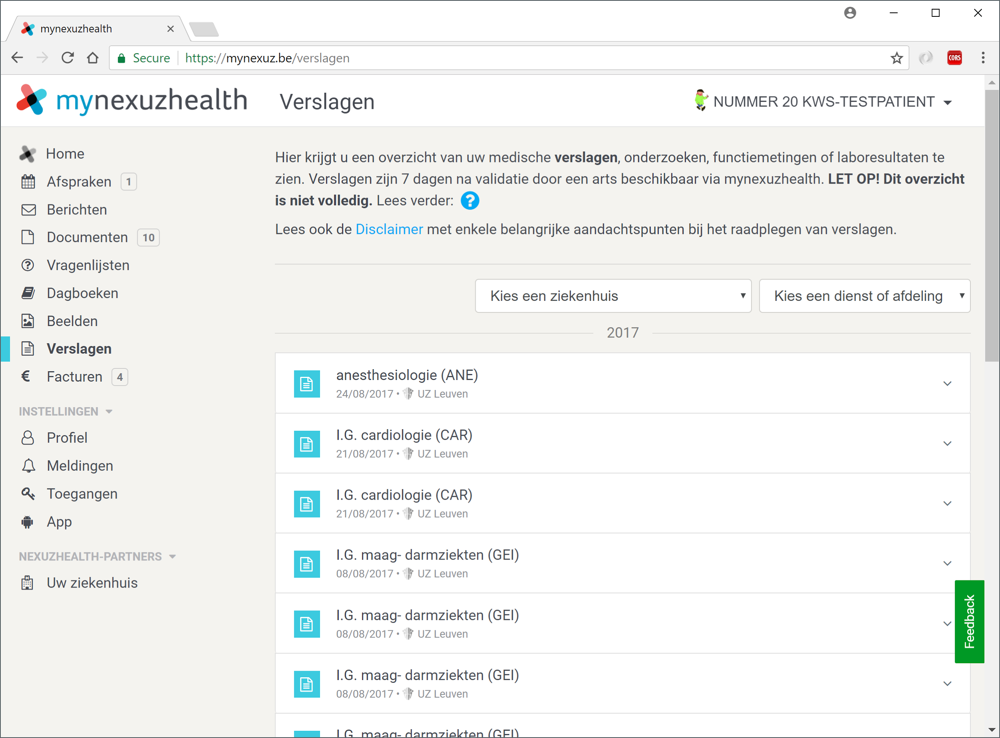 mynexuzhealth
Secure
https://mynexuz.be/verslagen
CORS
mynexuzhealth
Verslagen
NUMMER 20 KWS-TESTPATIENT
Home
Afspraken 1
Berichten
Documenten 10
Vragenlijsten
Dagboeken
Beelden
Verslagen
Facturen 4
INSTELLINGEN
Profiel
Meldingen
Toegangen
App
NEXUZHEALTH-PARTNERS
Uw ziekenhuis
Hier krijgt u een overzicht van uw medische verslagen, onderzoeken, functiemetingen of laboresultaten te
zien. Verslagen zijn 7 dagen na validatie door een arts beschikbaar via mynexuzhealth. LET OP! Dit overzicht
is niet volledig. Lees verder: ?
Lees ook de Disclaimer met enkele belangrijke aandachtspunten bij het raadplegen van verslagen.
Kies een ziekenhuis
Kies een dienst of afdeling
2017
anesthesiologie (ANE)
24/08/2017 • UZ Leuven
I.G. cardiologie (CAR)
21/08/2017 • UZ Leuven
I.G. cardiologie (CAR)
21/08/2017 • UZ Leuven
I.G. maag- darmziekten (GEI)
08/08/2017 • UZ Leuven
I.G. maag- darmziekten (GEI)
08/08/2017 • UZ Leuven
I.G. maag- darmziekten (GEI)
08/08/2017 • UZ Leuven
I.G. maag- darmziekten (GEI)
Feedback